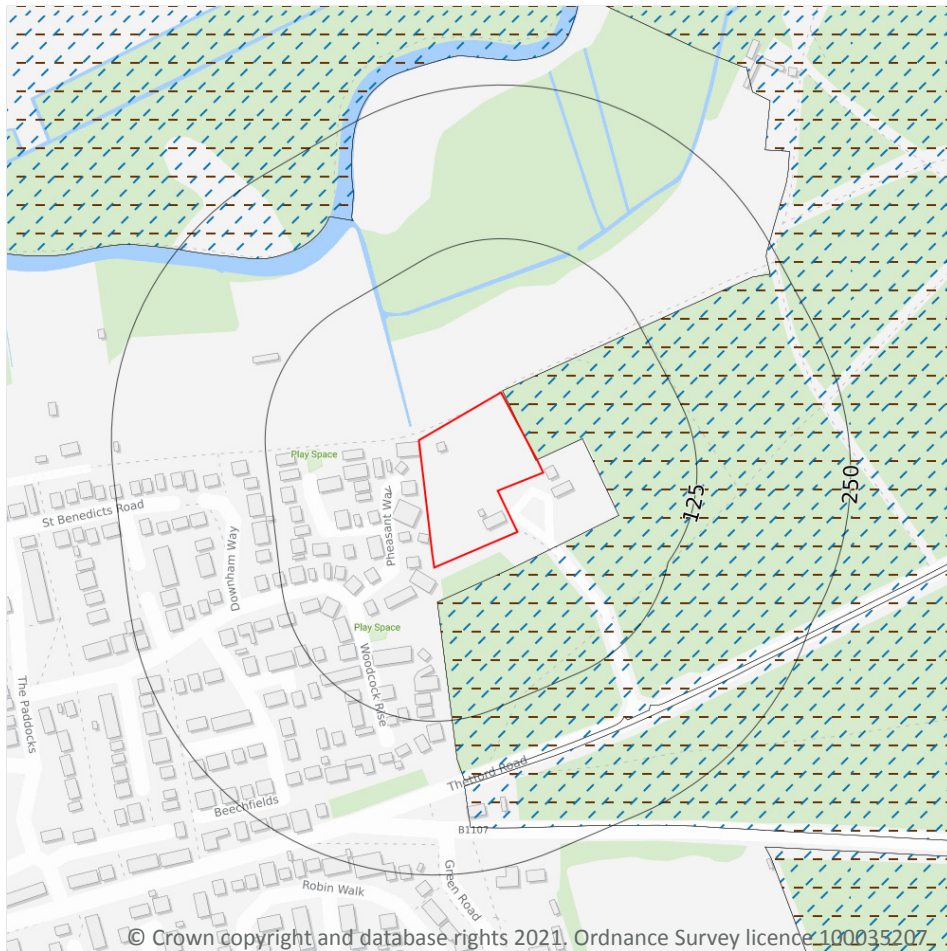 Play Space
St Benedicts Road
Pheasant Way
125
250
Downham Way
Play Space
The Paddocks
Woodcock Rise
Thetford Road
Beechfields
B1107
Green Road
Robin Walk
© Crown copyright and database rights 2021. Ordnance Survey licence 100035207.